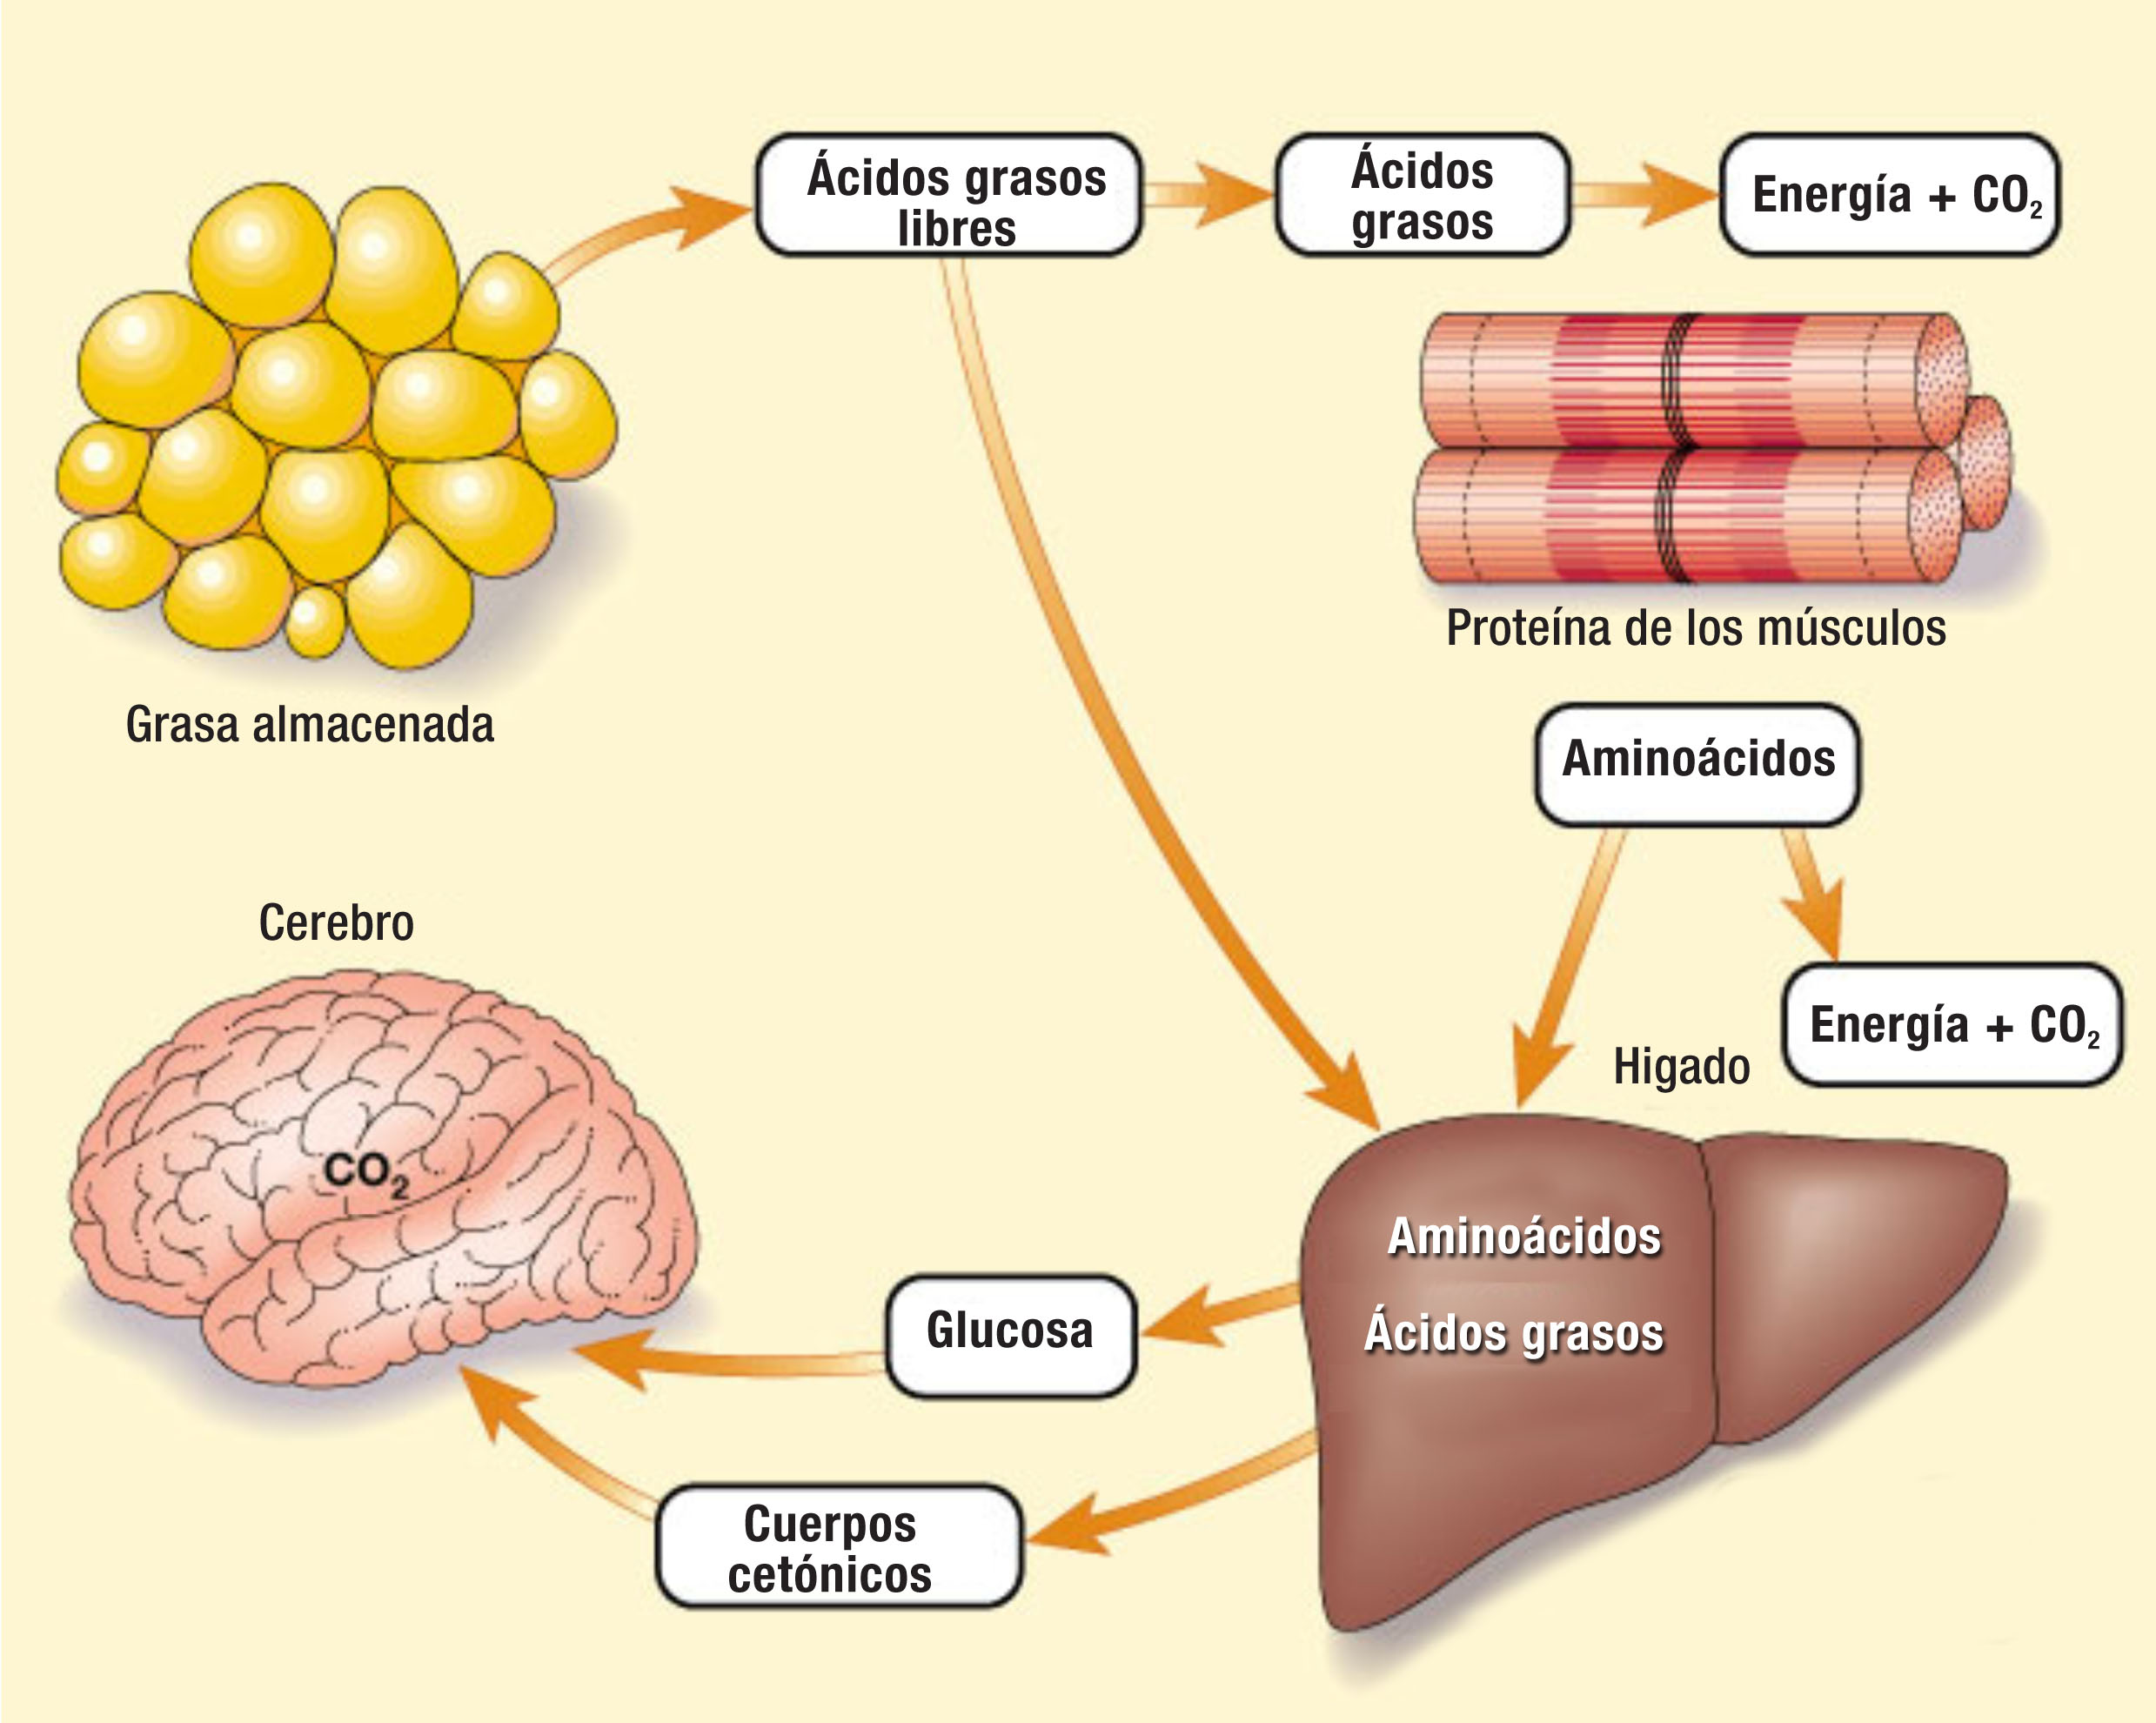 Ácidos grasos
libres
Ácidos
grasos
Energía + CO₂
Proteína de los músculos
Grasa almacenada
Aminoácidos
Cerebro
Energía + CO₂
Higado
CO₂
Aminoácidos
Ácidos grasos
Glucosa
Cuerpos
cetónicos